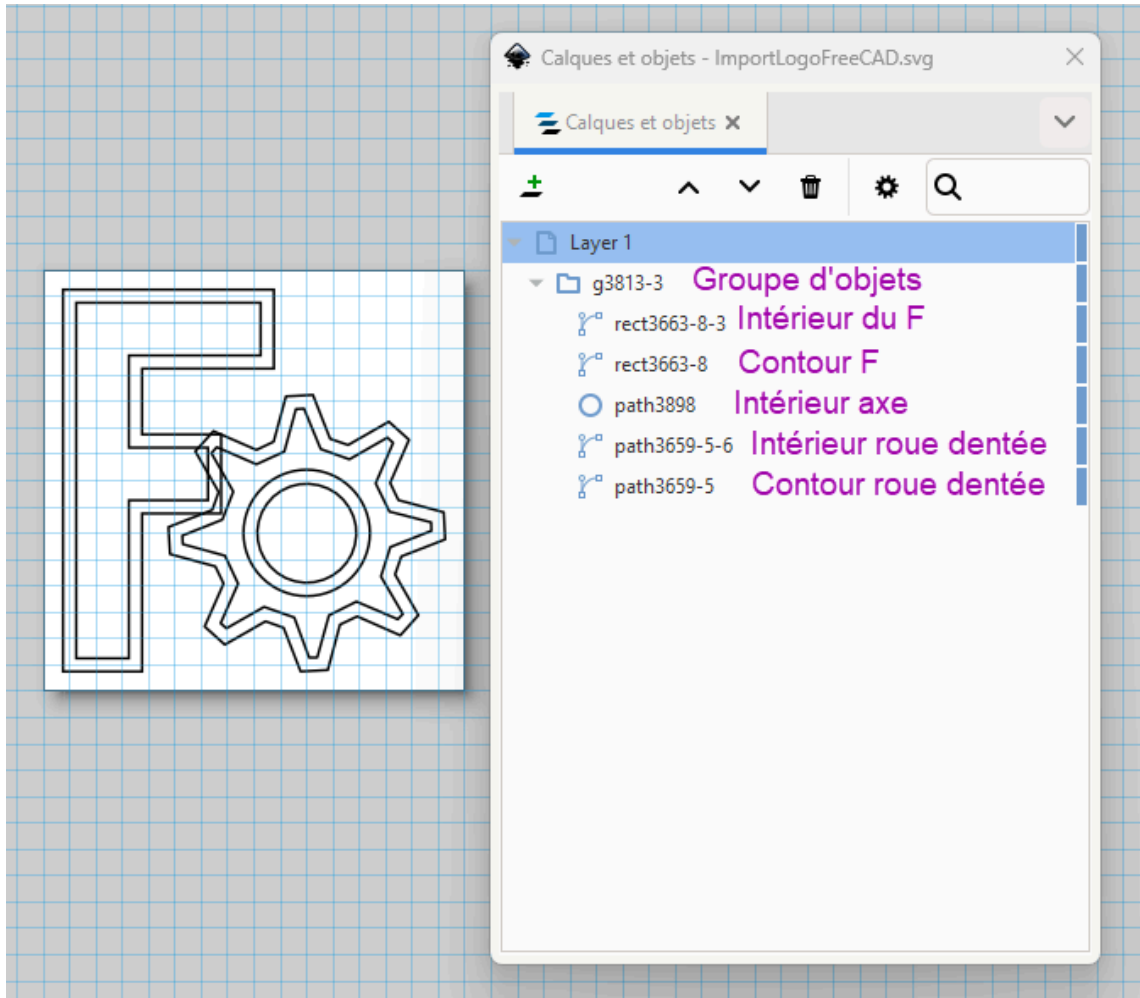 Calques et objets - ImportLogoFreeCAD.svg
Calques et objets
Layer 1
g3813-3 Groupe d'objets
rect3663-8-3 Intérieur du F
rect3663-8 Contour F
path3898 Intérieur axe
path3659-5-6 Intérieur roue dentée
path3659-5 Contour roue dentée